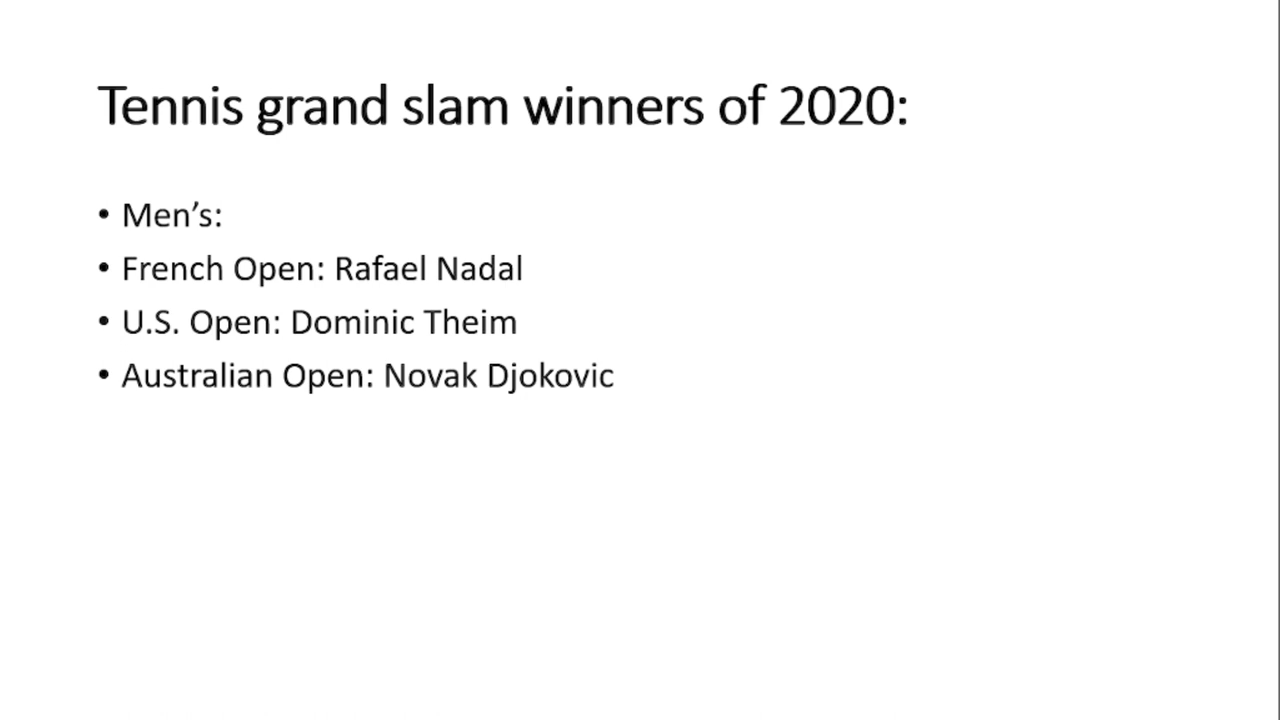 Tennis grand slam winners of 2020:
• Men’s:
• French Open: Rafael Nadal
• U.S. Open: Dominic Theim
• Australian Open: Novak Djokovic